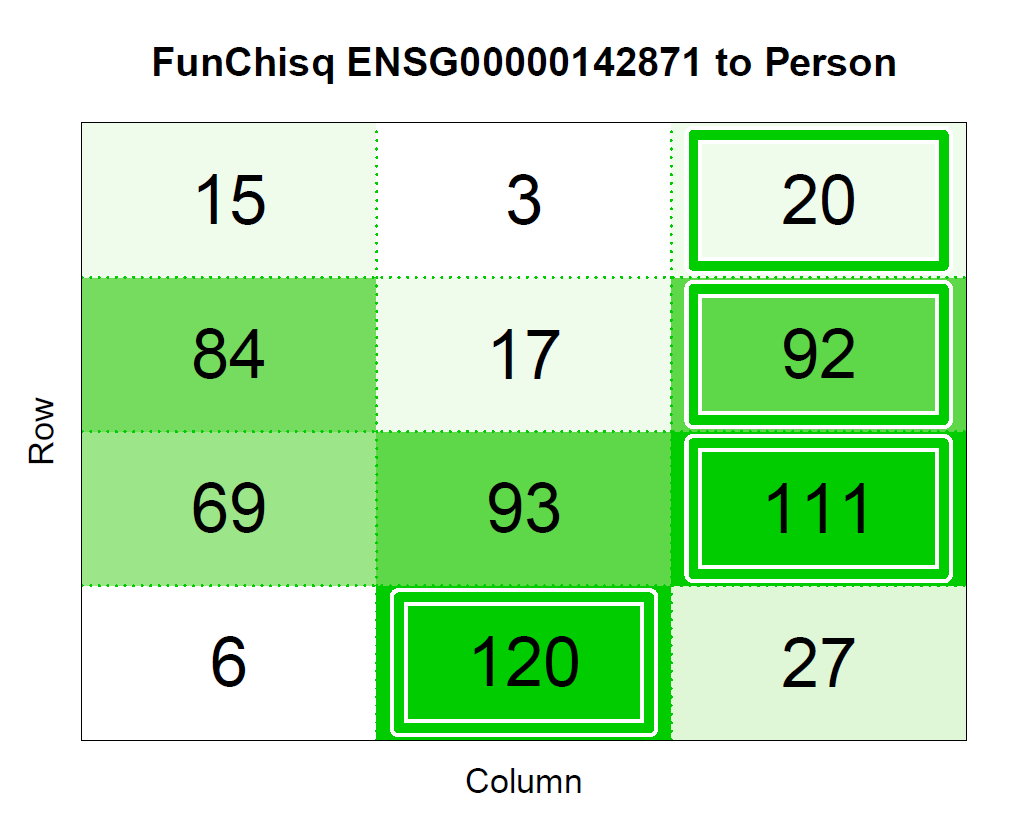 FunChisq ENSG00000142871 to Person
15 3 20
84 17 92
69 93 111
6 120 27
Row
Column